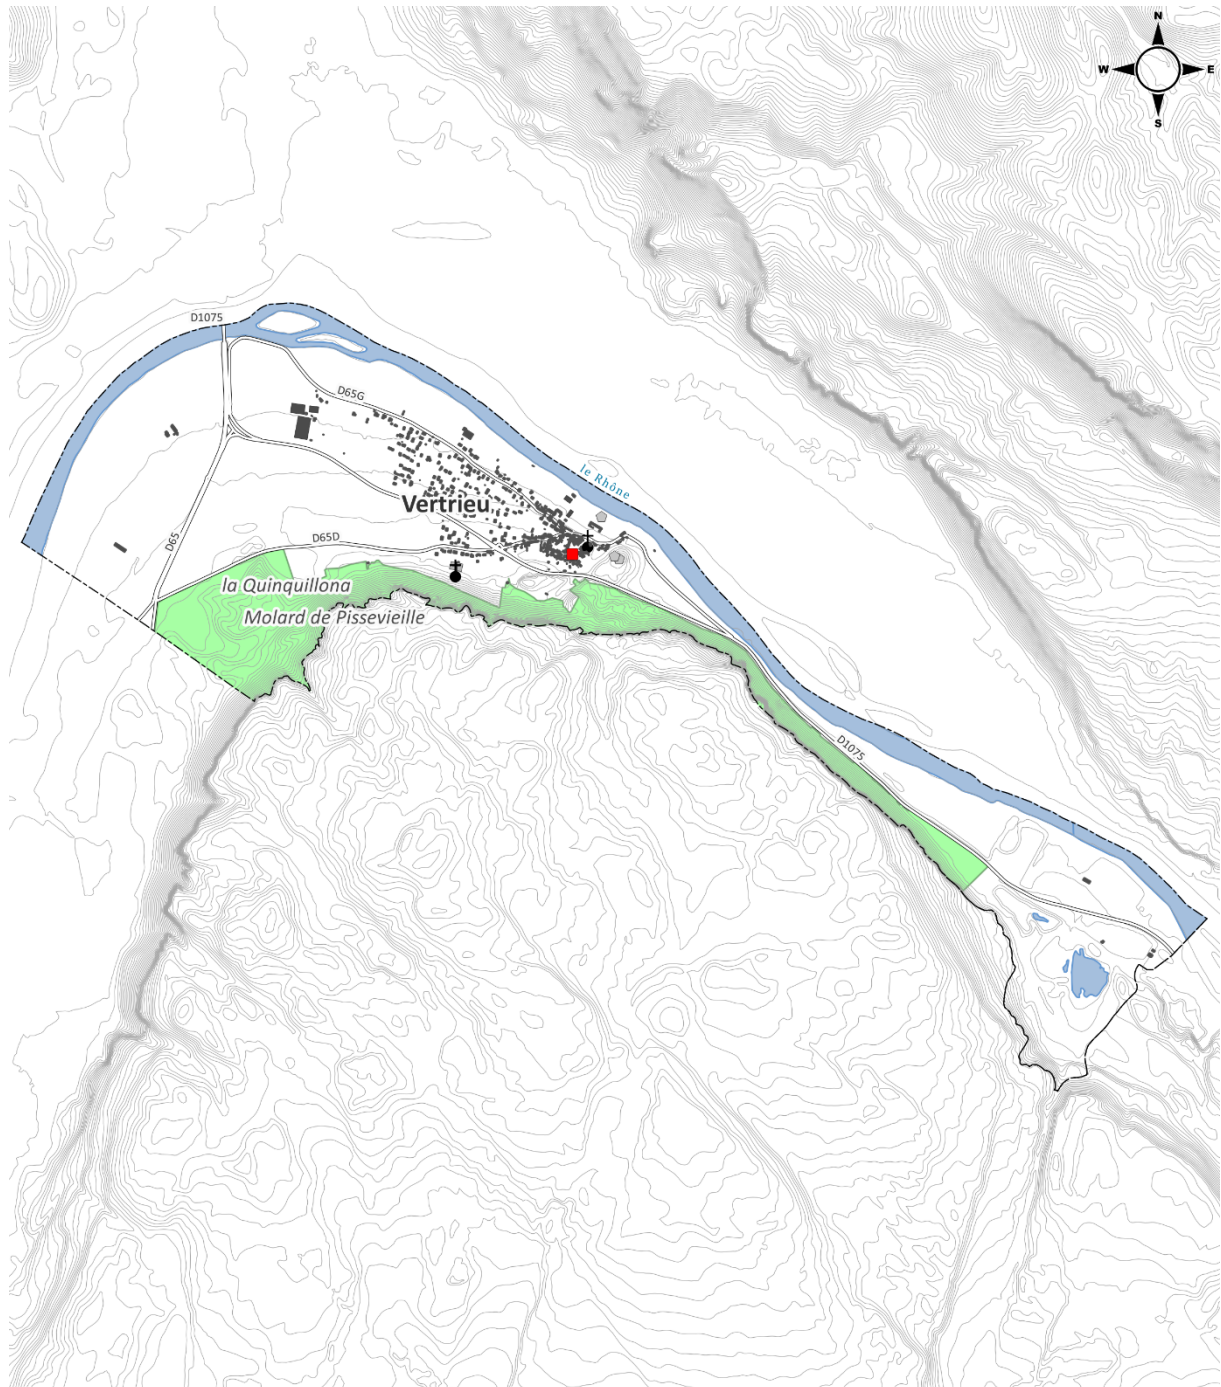 N
W E
S
D1075
D65G
le Rhône
Vertrieu
D65
D65D
la Quinquillona
Molard de Pissevieille
D1075